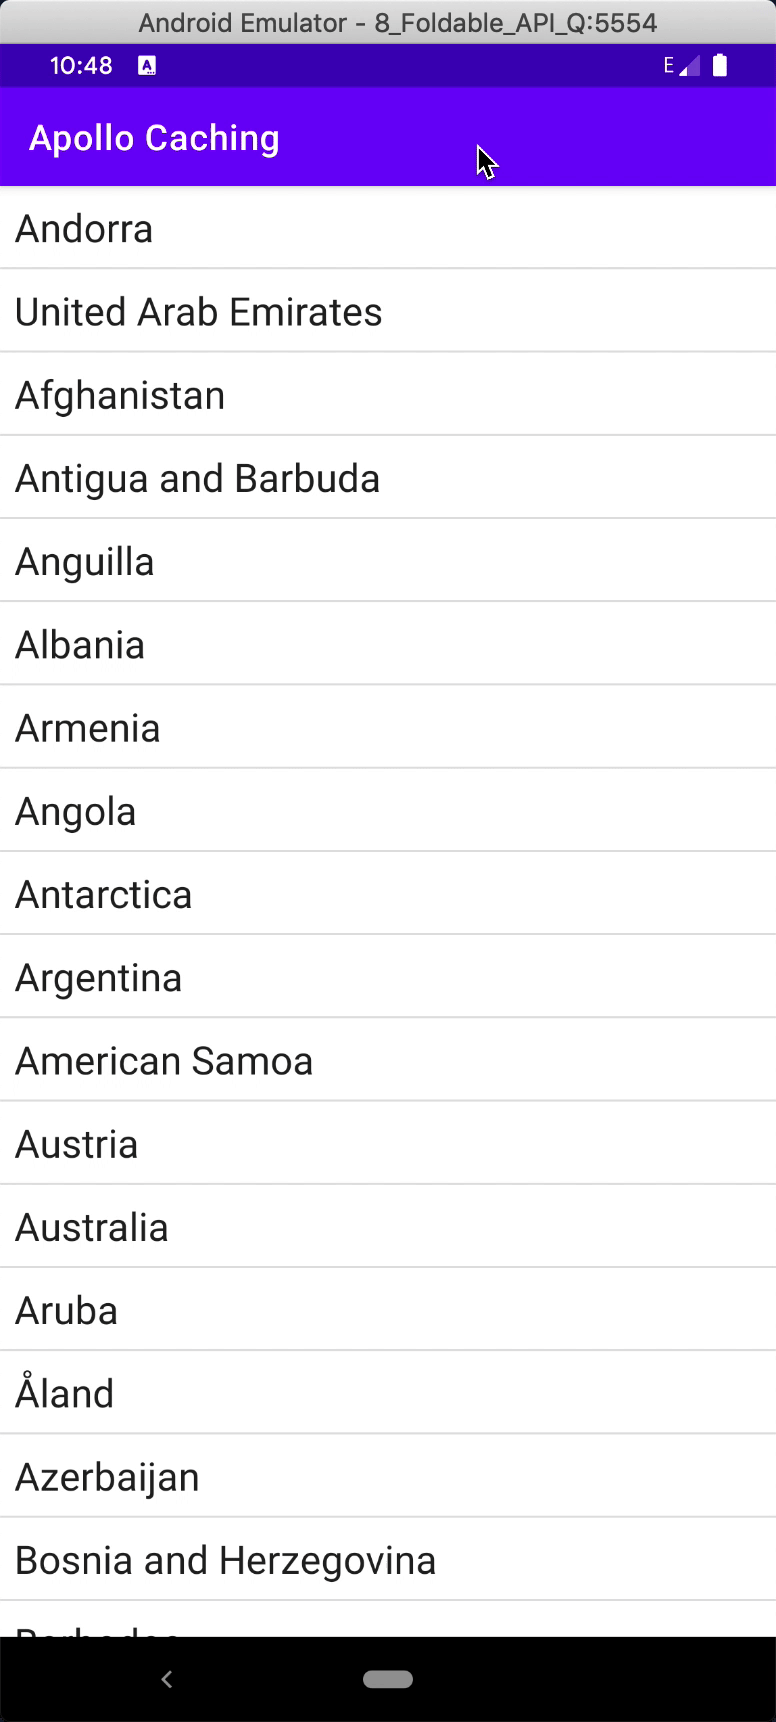 Android Emulator - 8_Foldable_API_Q:5554
10:48 A E
Apollo Caching
Andorra
United Arab Emirates
Afghanistan
Antigua and Barbuda
Anguilla
Albania
Armenia
Angola
Antarctica
Argentina
American Samoa
Austria
Australia
Aruba
Åland
Azerbaijan
Bosnia and Herzegovina